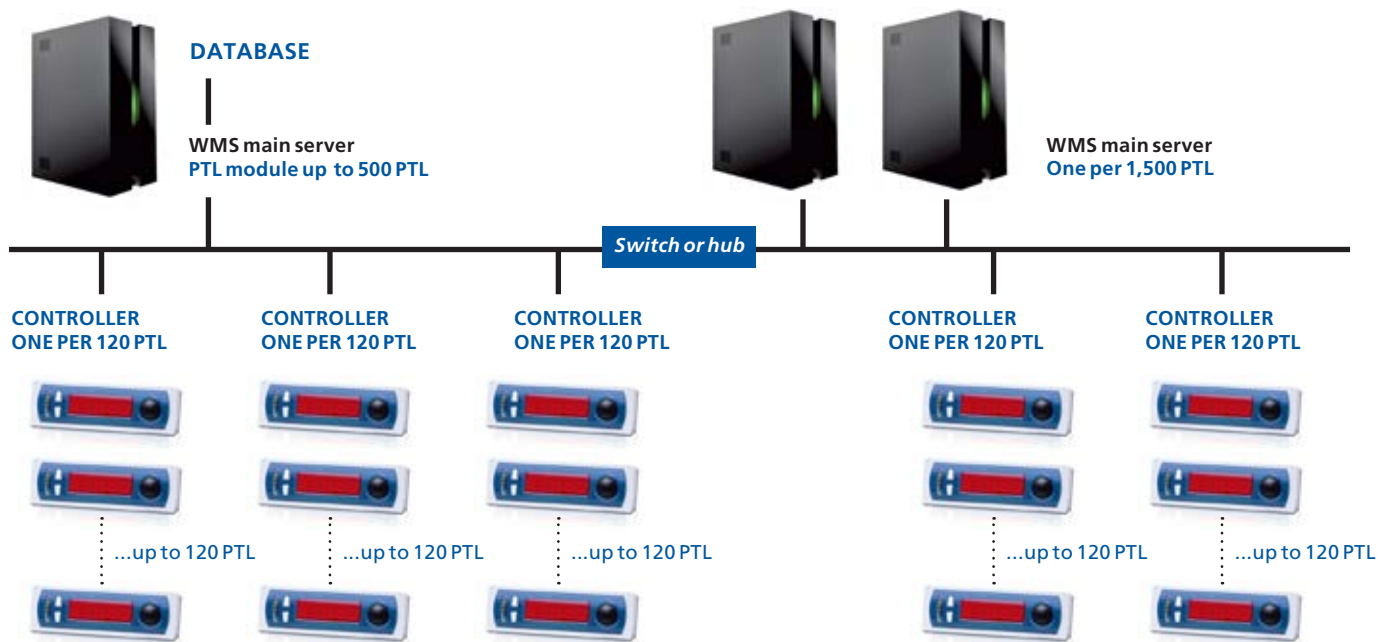 DATABASE
WMS main server
PTL module up to 500 PTL
WMS main server
One per 1,500 PTL
Switch or hub
CONTROLLER
ONE PER 120 PTL
CONTROLLER
ONE PER 120 PTL
CONTROLLER
ONE PER 120 PTL
CONTROLLER
ONE PER 120 PTL
CONTROLLER
ONE PER 120 PTL
...up to 120 PTL
...up to 120 PTL
...up to 120 PTL
...up to 120 PTL
...up to 120 PTL